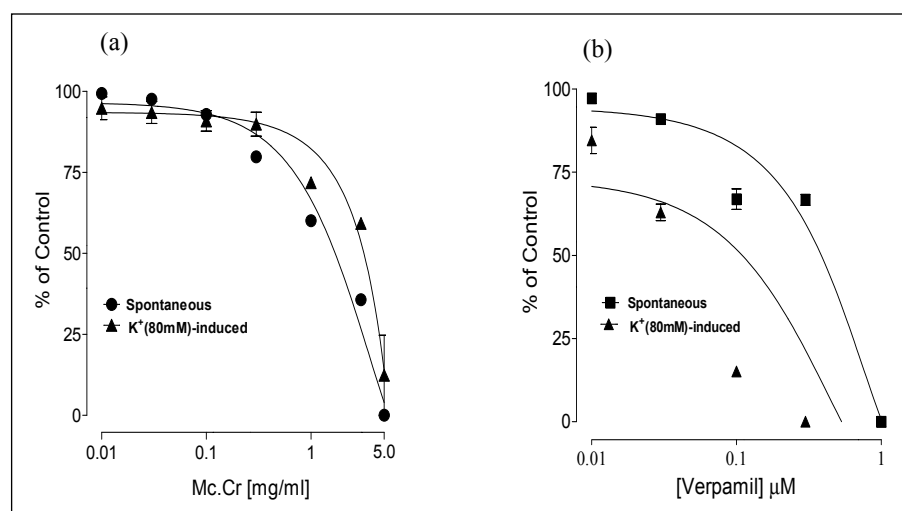 (a)
100
75
50
25
0
% of Control
Spontaneous
K+(80mM)-induced
0.01
0.1
1
5.0
Mc.Cr [mg/ml]
(b)
100
75
50
25
0
% of Control
Spontaneous
K+(80mM)-induced
0.01
0.1
1
[Verpamil] μM